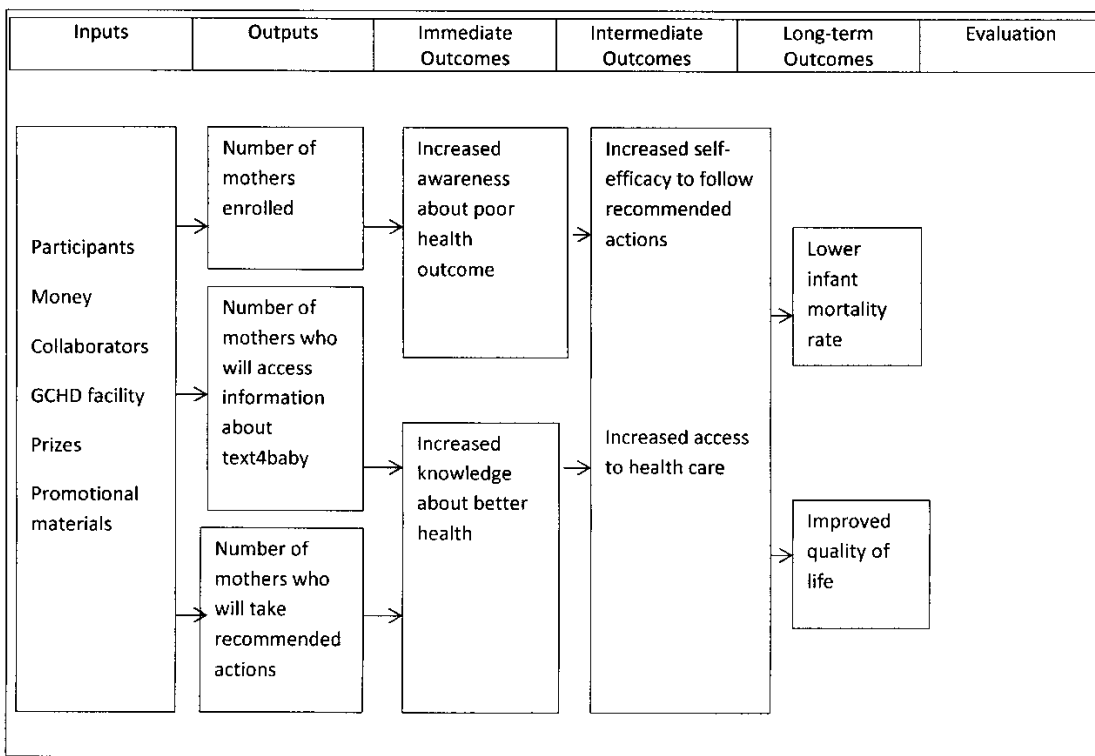 Inputs
Outputs
Immediate
Outcomes
Intermediate
Outcomes
Long-term
Outcomes
Evaluation
Participants
Money
Collaborators
GCHD facility
Prizes
Promotional
materials
Number of
mothers
enrolled
Number of
mothers who
will access
information
about
text4baby
Number of
mothers who
will take
recommended
actions
Increased
awareness
about poor
health
outcome
Increased
knowledge
about better
health
Increased self-
efficacy to follow
recommended
actions
Increased access
to health care
Lower
infant
mortality
rate
Improved
quality of
life